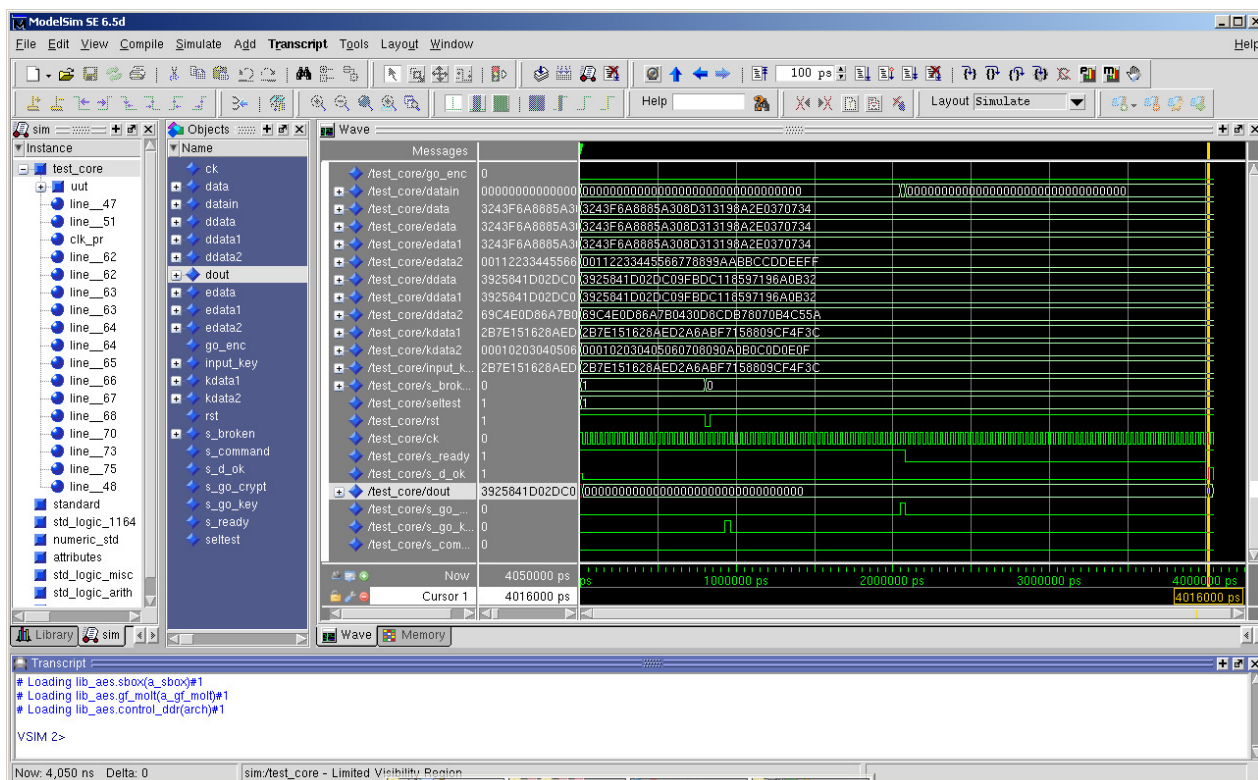 ModelSim SE 6.5d
File Edit View Compile Simulate Add Transcript Tools Layout Window Help
100 ps
Help Layout Simulate
sim
Instance
test_core
uut
line__47
line__51
clk_pr
line__62
line__62
line__63
line__63
line__64
line__64
line__65
line__66
line__67
line__68
line__70
line__73
line__75
line__48
standard
std_logic_1164
numeric_std
attributes
std_logic_misc
std_logic_arith
Library sim
Objects
Name
ck
data
datain
ddata
ddata1
ddata2
dout
edata
edata1
edata2
go_enc
input_key
kdata1
kdata2
rst
s_broken
s_command
s_d_ok
s_go_crypt
s_go_key
s_ready
seltest
Wave
Messages
/test_core/go_enc 0
/test_core/datain 00000000000000 00000000000000000000000000000000 00000000000000000000000000000000
/test_core/data 3243F6A8885A3 3243F6A8885A308D313198A2E0370734
/test_core/edata 3243F6A8885A3 3243F6A8885A308D313198A2E0370734
/test_core/edata1 3243F6A8885A3 3243F6A8885A308D313198A2E0370734
/test_core/edata2 00112233445566 00112233445566778899AABBCCDDEEFF
/test_core/ddata 3925841D02DC0 3925841D02DC09FBDC118597196A0B32
/test_core/ddata1 3925841D02DC0 3925841D02DC09FBDC118597196A0B32
/test_core/ddata2 69C4E0D86A7B0 69C4E0D86A7B0430D8CDB78070B4C55A
/test_core/kdata1 2B7E151628AED 2B7E151628AED2A6ABF7158809CF4F3C
/test_core/kdata2 00010203040506 000102030405060708090A0B0C0D0E0F
/test_core/input_k... 2B7E151628AED 2B7E151628AED2A6ABF7158809CF4F3C
/test_core/s_brok... 0 1 0
/test_core/seltest 1 1
/test_core/rst 1
/test_core/ck 0
/test_core/s_ready 1
/test_core/s_d_ok 1
/test_core/dout 3925841D02DC0 00000000000000000000000000000000
/test_core/s_go_... 0
/test_core/s_go_k... 0
/test_core/s_com... 0
Now 4050000 ps ps 1000000 ps 2000000 ps 3000000 ps 4000000 ps
Cursor 1 4016000 ps 4016000 ps
Wave Memory
Transcript
# Loading lib_aes.sbox(a_sbox)#1
# Loading lib_aes.gf_molt(a_gf_molt)#1
# Loading lib_aes.control_ddr(arch)#1
VSIM 2>
Now: 4,050 ns Delta: 0 sim:/test_core - Limited Visibility Region